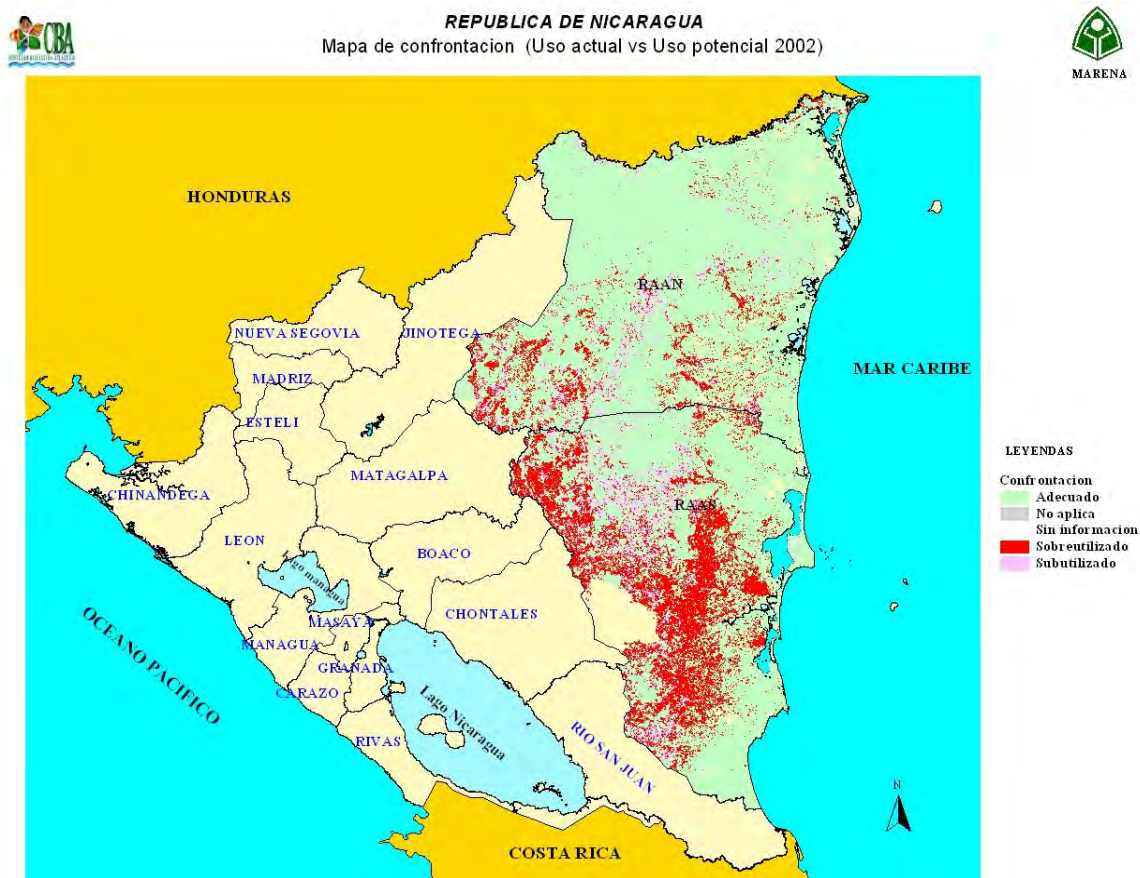 CBA
REPUBLICA DE NICARAGUA
Mapa de confrontacion (Uso actual vs Uso potencial 2002)
MARENA
HONDURAS
RAAN
NUEVA SEGOVIA
JINOTEGA
MADRIZ
MAR CARIBE
ESTELI
MATAGALPA
CHINANDEGA
RAAS
LEON
BOACO
Lago managua
CHONTALES
MASAYA
MANAGUA
GRANADA
CARAZO
OCEANO PACIFICO
Lago Nicaragua
RIVAS
RIO SAN JUAN
COSTA RICA
N
LEYENDAS
Confrontacion
Adecuado
No aplica
Sin informacion
Sobreutilizado
Subutilizado